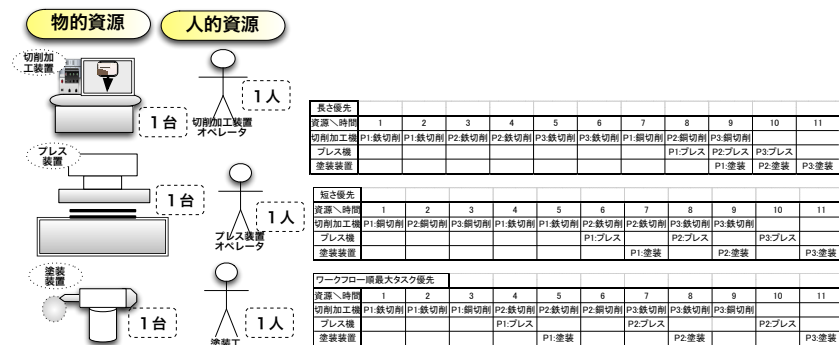 物的資源 人的資源
切削加
工装置
1台
1人
切削加工装置
オペレータ
プレス
装置
1台
1人
プレス装置
オペレータ
塗装
装置
1台
1人
塗装工
長さ優先
資源＼時間 1 2 3 4 5 6 7 8 9 10 11
切削加工機 P1:鉄切削 P1:鉄切削 P2:鉄切削 P2:鉄切削 P3:鉄切削 P3:鉄切削 P1:銅切削 P2:銅切削 P3:銅切削
プレス機 P1:プレス P2:プレス P3:プレス
塗装装置 P1:塗装 P2:塗装 P3:塗装
短さ優先
資源＼時間 1 2 3 4 5 6 7 8 9 10 11
切削加工機 P1:銅切削 P2:銅切削 P3:銅切削 P1:鉄切削 P1:鉄切削 P2:鉄切削 P2:鉄切削 P3:鉄切削 P3:鉄切削
プレス機 P1:プレス P2:プレス P3:プレス
塗装装置 P1:塗装 P2:塗装 P3:塗装
ワークフロー順最大タスク優先
資源＼時間 1 2 3 4 5 6 7 8 9 10 11
切削加工機 P1:鉄切削 P1:鉄切削 P1:銅切削 P2:鉄切削 P2:鉄切削 P2:銅切削 P3:鉄切削 P3:鉄切削 P3:銅切削
プレス機 P1:プレス P2:プレス P2:プレス
塗装装置 P1:塗装 P2:塗装 P3:塗装